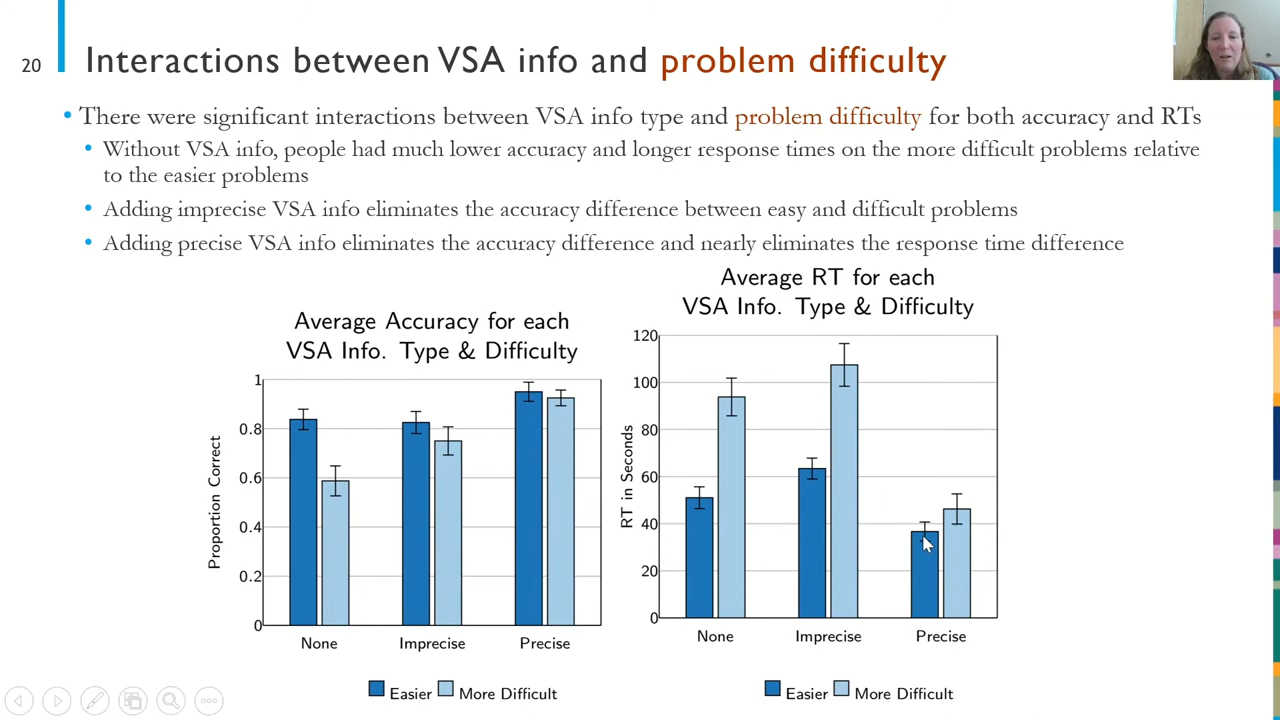 20
Interactions between VSA info and problem difficulty
• There were significant interactions between VSA info type and problem difficulty for both accuracy and RTs
• Without VSA info, people had much lower accuracy and longer response times on the more difficult problems relative
to the easier problems
• Adding imprecise VSA info eliminates the accuracy difference between easy and difficult problems
• Adding precise VSA info eliminates the accuracy difference and nearly eliminates the response time difference
Average Accuracy for each
VSA Info. Type & Difficulty
Proportion Correct
1
0.8
0.6
0.4
0.2
0
None Imprecise Precise
Easier More Difficult
Average RT for each
VSA Info. Type & Difficulty
RT in Seconds
120
100
80
60
40
20
0
None Imprecise Precise
Easier More Difficult